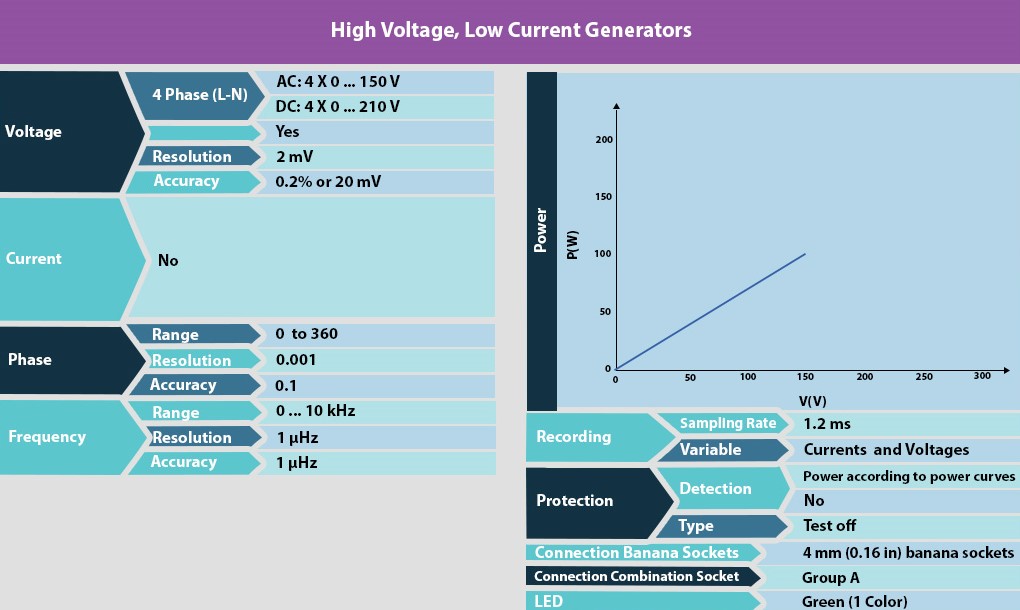 High Voltage, Low Current Generators
Voltage
4 Phase (L-N)
AC: 4 X 0 ... 150 V
DC: 4 X 0 ... 210 V
Yes
Resolution
2 mV
Accuracy
0.2% or 20 mV
Current
No
Phase
Range
0 to 360
Resolution
0.001
Accuracy
0.1
Frequency
Range
0 ... 10 kHz
Resolution
1 µHz
Accuracy
1 µHz
Power
P(W)
200
150
100
50
0
0
50
100
150
200
250
300
V(V)
Recording
Sampling Rate
1.2 ms
Variable
Currents and Voltages
Protection
Detection
Power according to power curves
No
Type
Test off
Connection Banana Sockets
4 mm (0.16 in) banana sockets
Connection Combination Socket
Group A
LED
Green (1 Color)